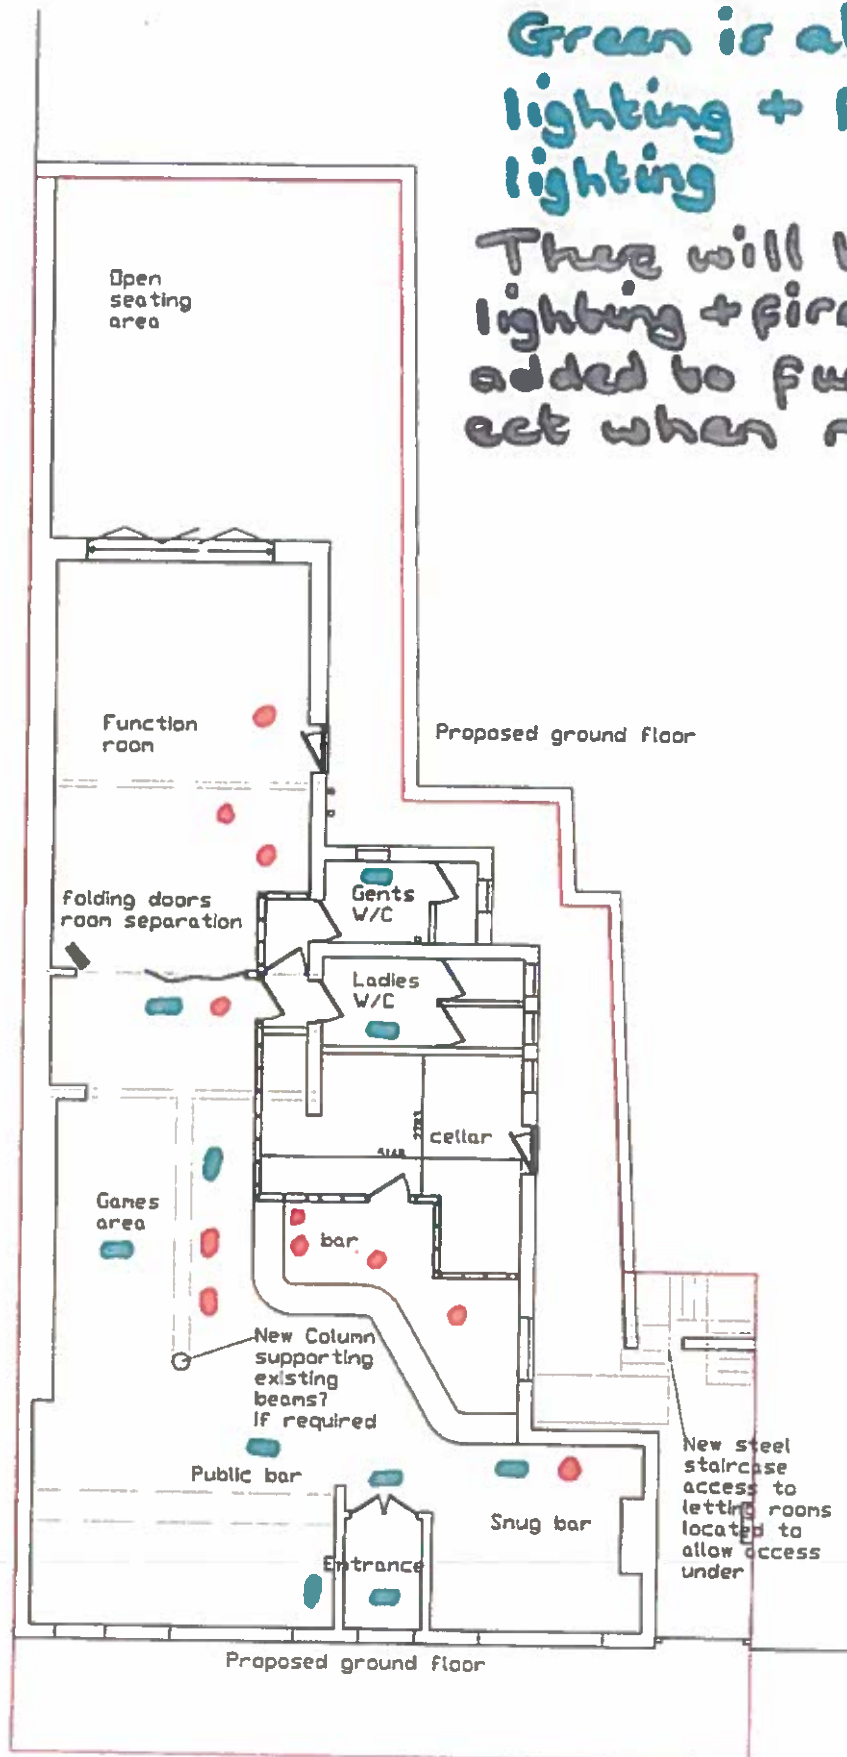 Green is
lighting +
lighting
There will
lighting + fire
added to
ect when
Open
seating
area
Function
room
Proposed ground floor
folding doors
room separation
Gents
W/C
Ladies
W/C
cellar
Games
area
bar
New Column
supporting
existing
beams?
If required
Public bar
Snug bar
Entrance
New steel
staircase
access to
letting rooms
located to
allow access
under
Proposed ground floor